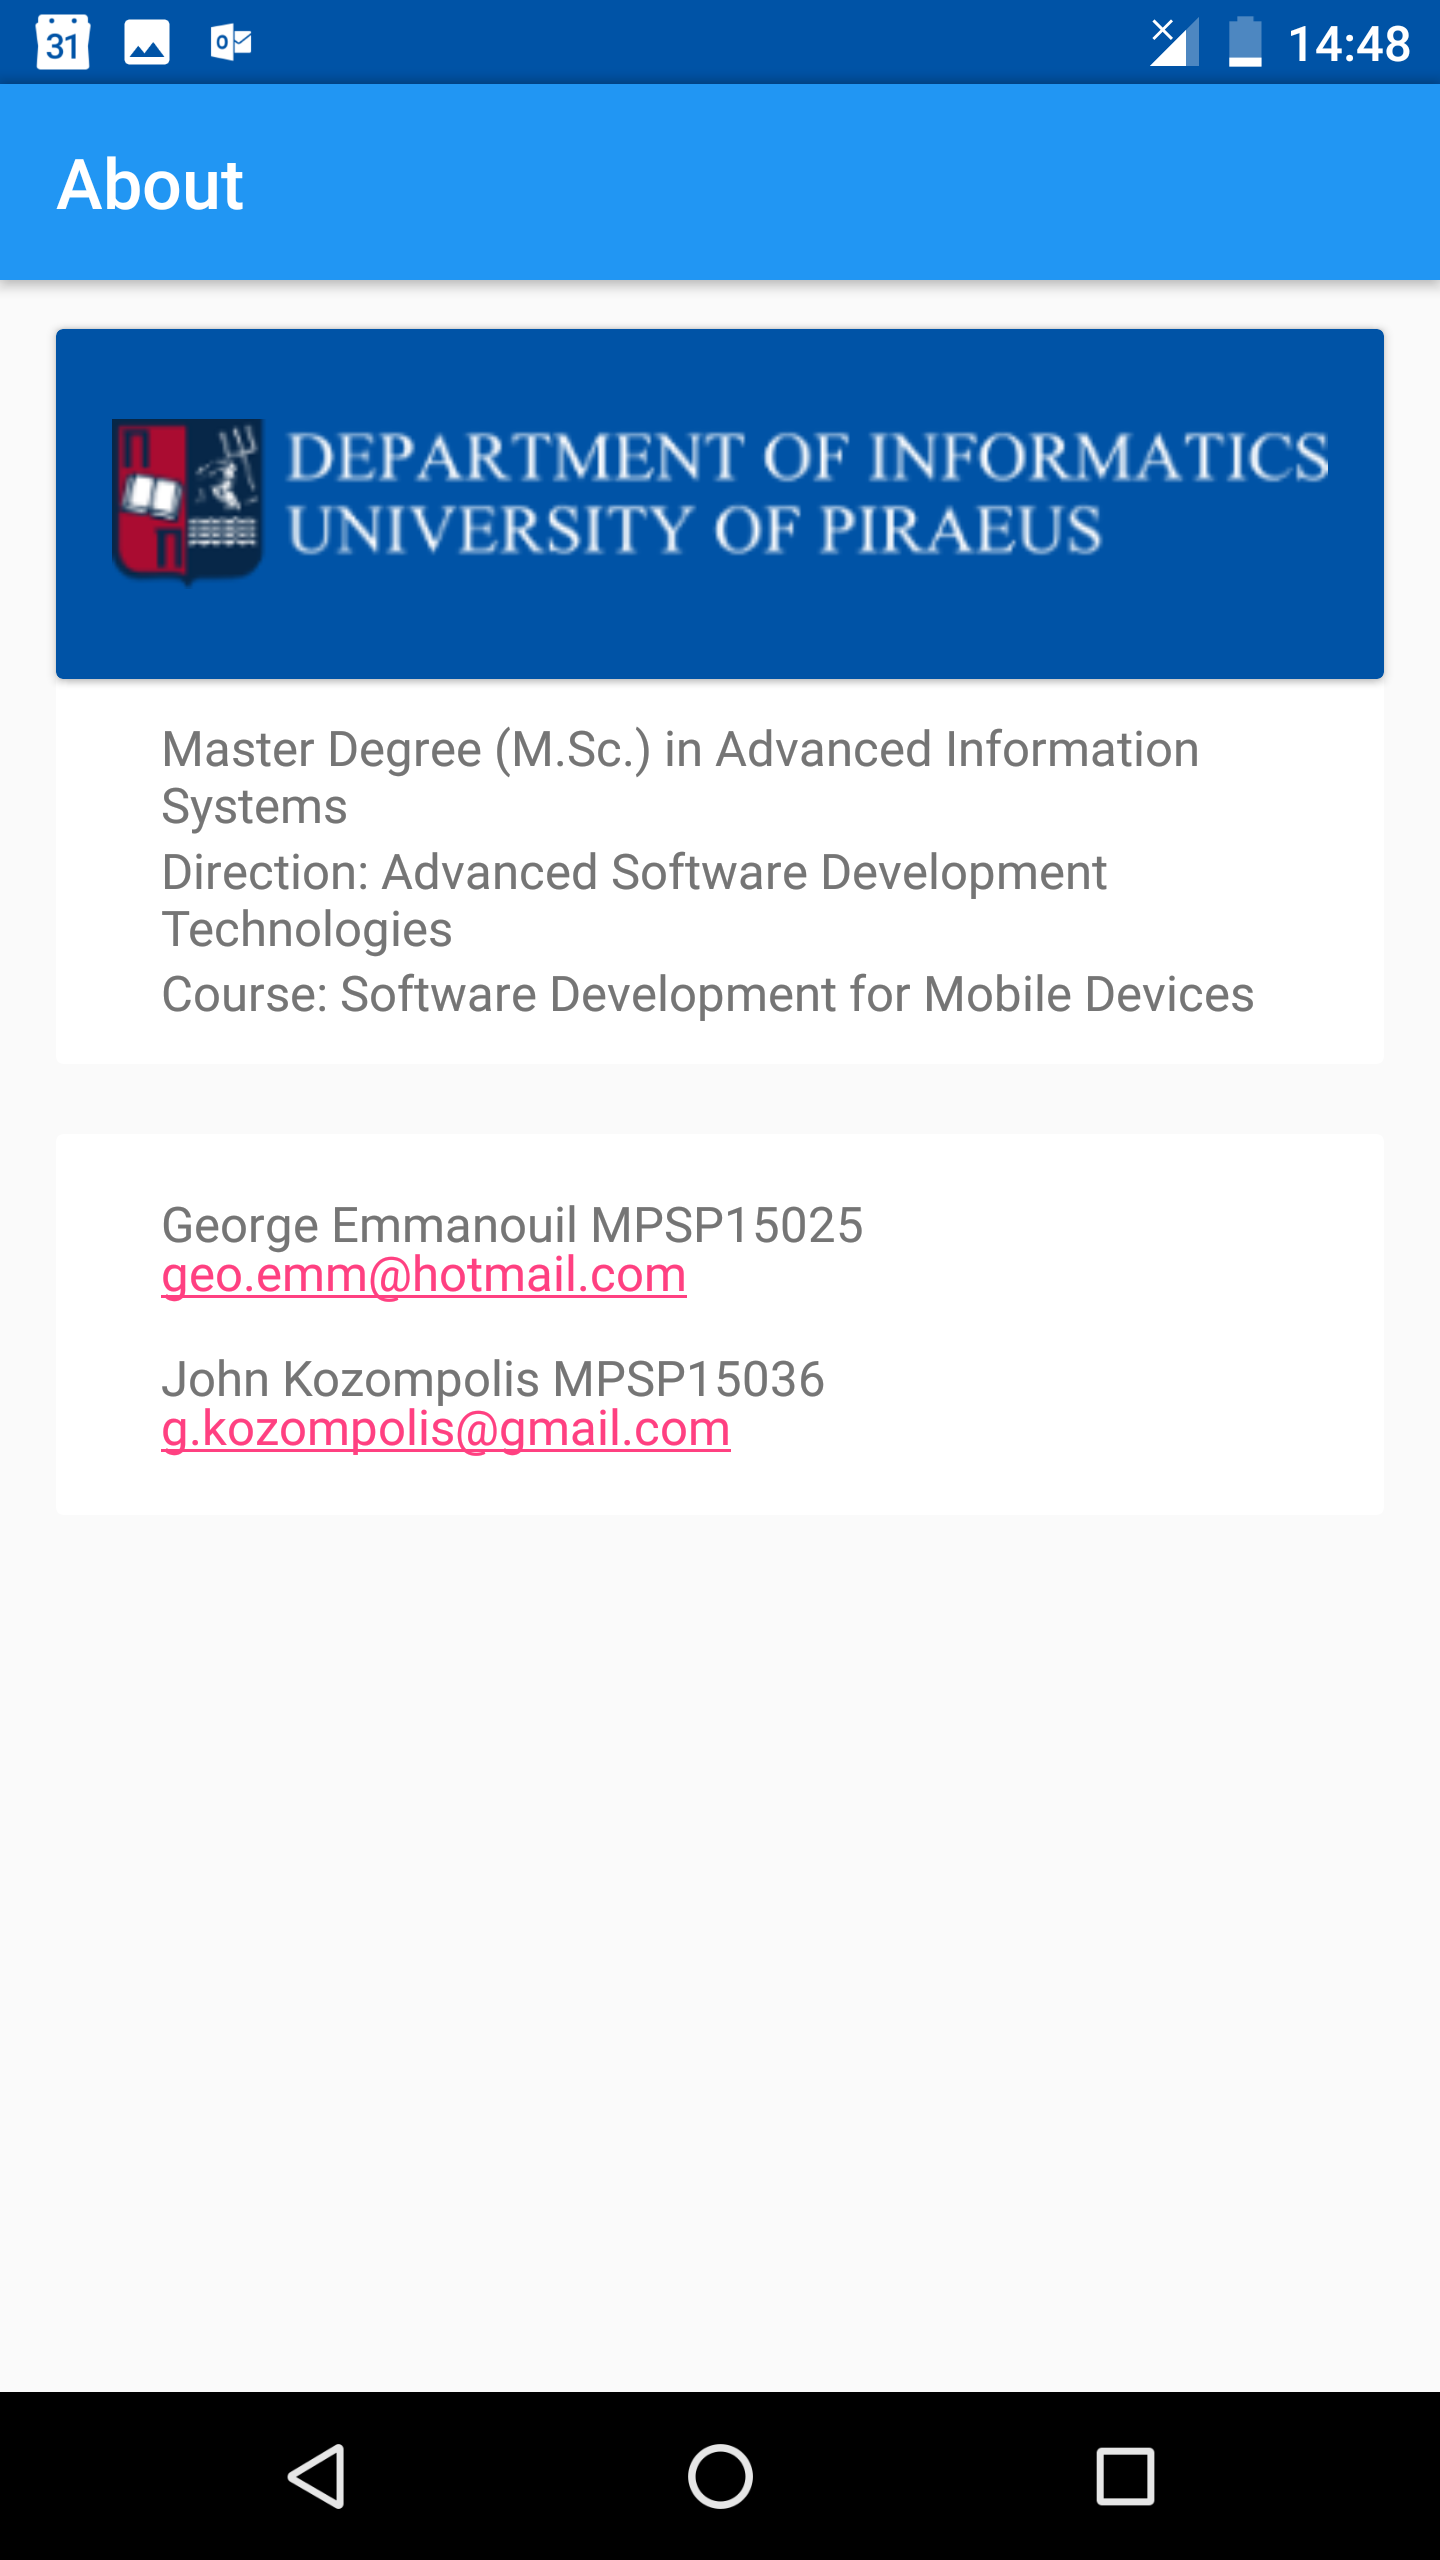 31
14:48
About
DEPARTMENT OF INFORMATICS
UNIVERSITY OF PIRAEUS
Master Degree (M.Sc.) in Advanced Information
Systems
Direction: Advanced Software Development
Technologies
Course: Software Development for Mobile Devices
George Emmanouil MPSP15025
geo.emm@hotmail.com
John Kozompolis MPSP15036
g.kozompolis@gmail.com